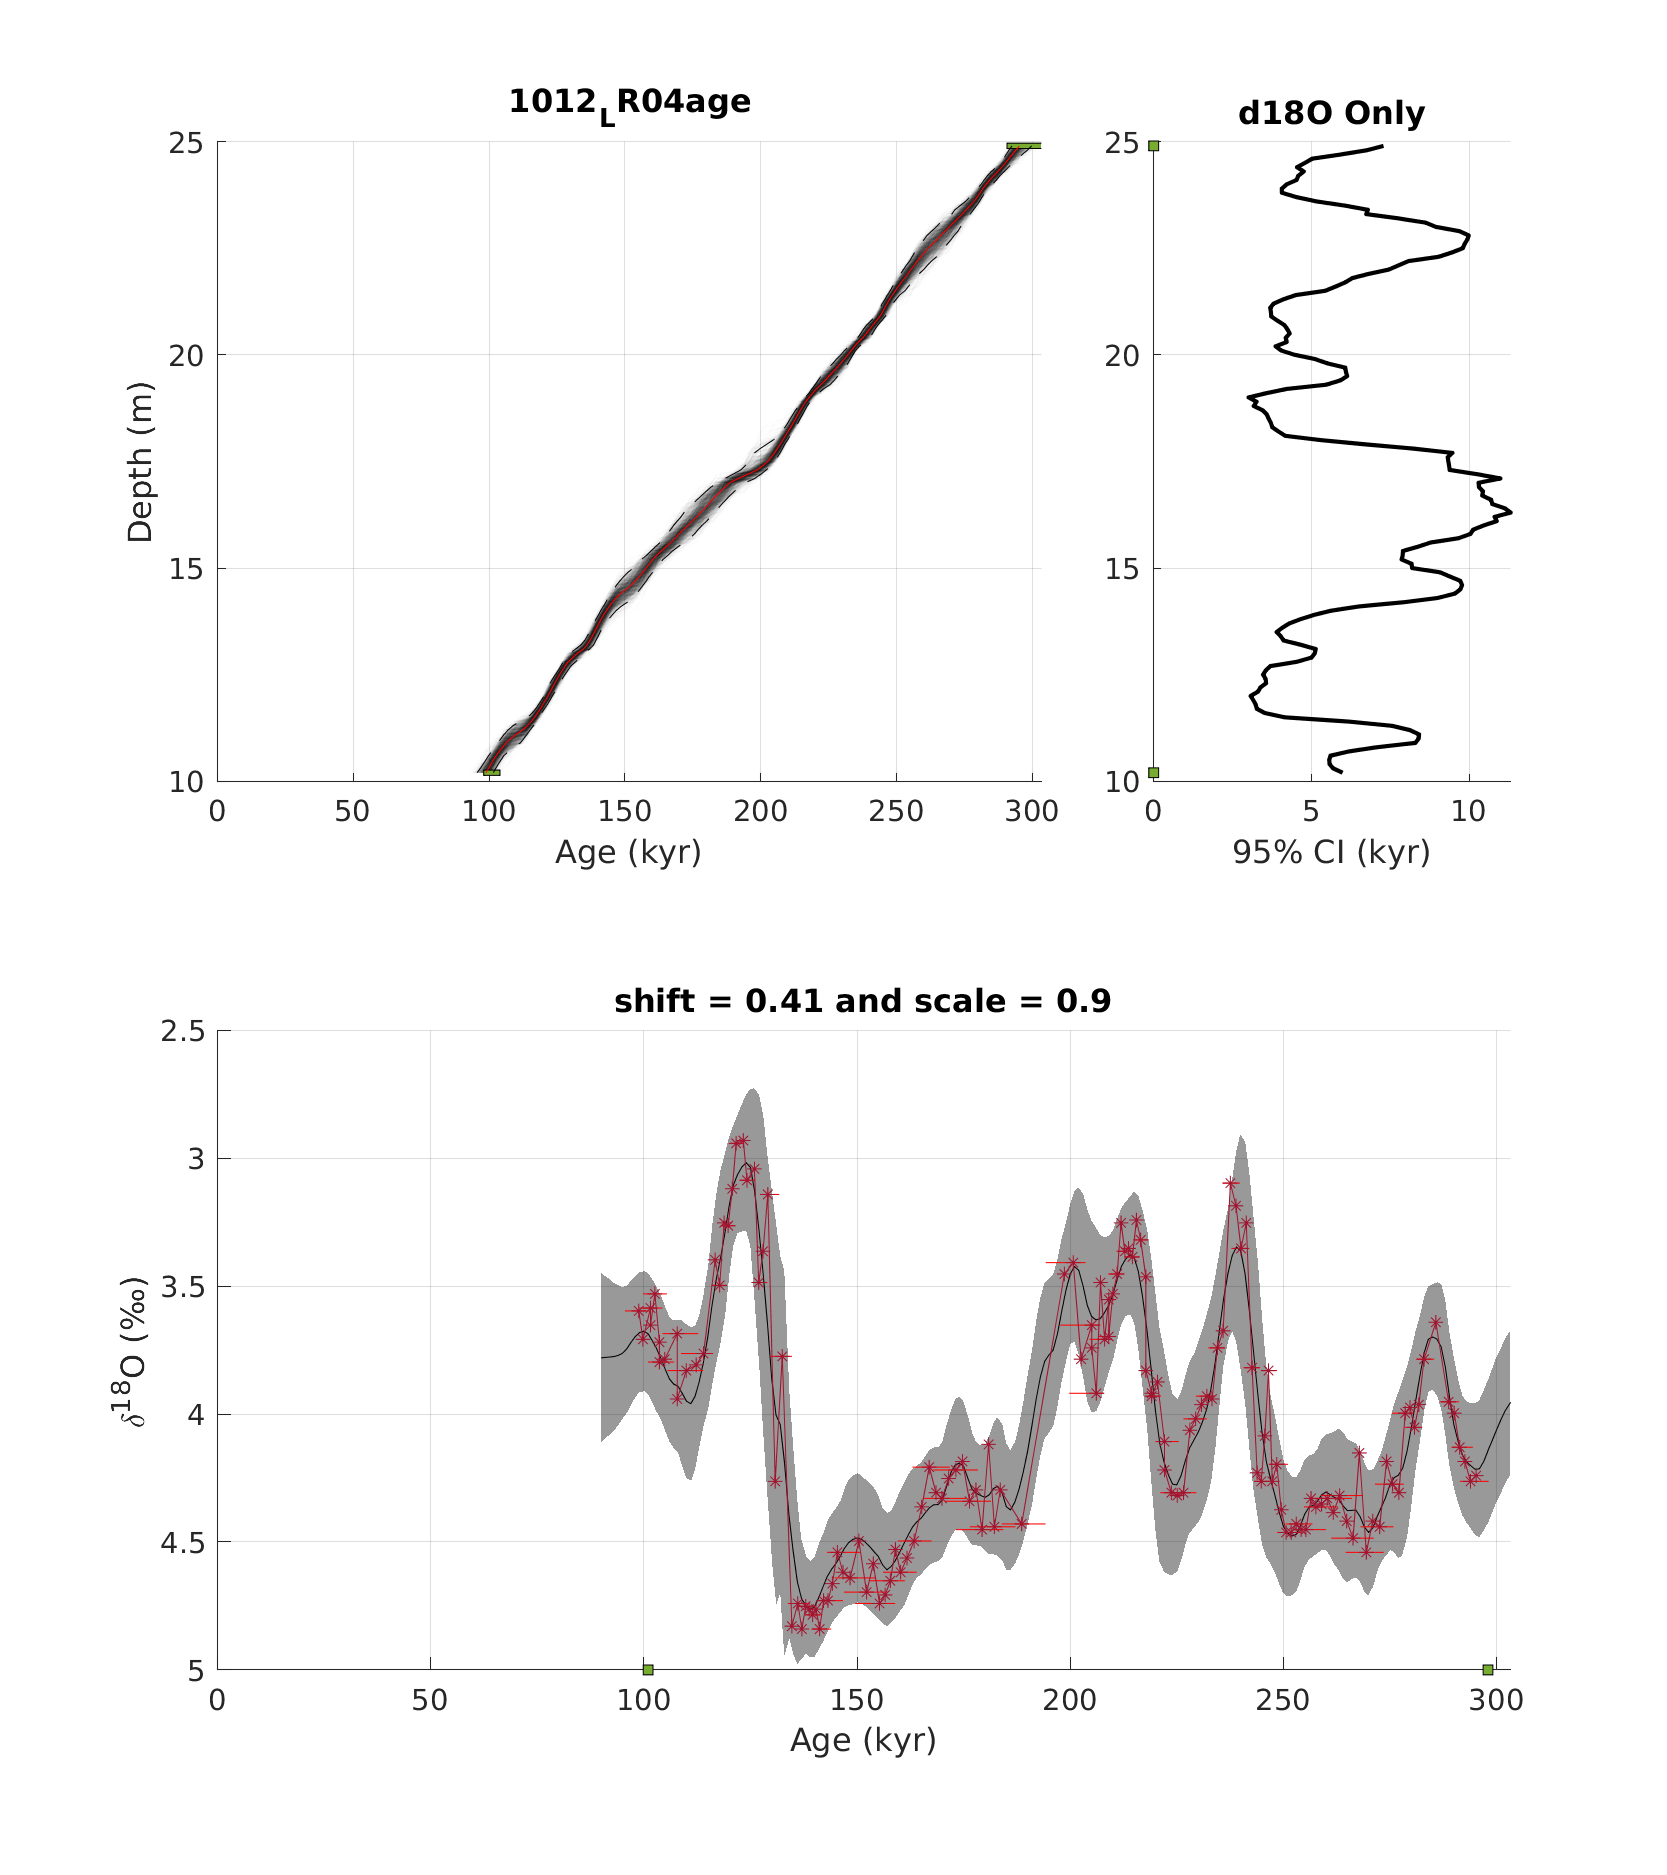 1012LR04age
25
20
15
10
Depth (m)
0 50 100 150 200 250 300
Age (kyr)
d18O Only
25
20
15
10
0 5 10
95% CI (kyr)
shift = 0.41 and scale = 0.9
2.5
3
3.5
4
4.5
5
δ18O (‰)
0 50 100 150 200 250 300
Age (kyr)